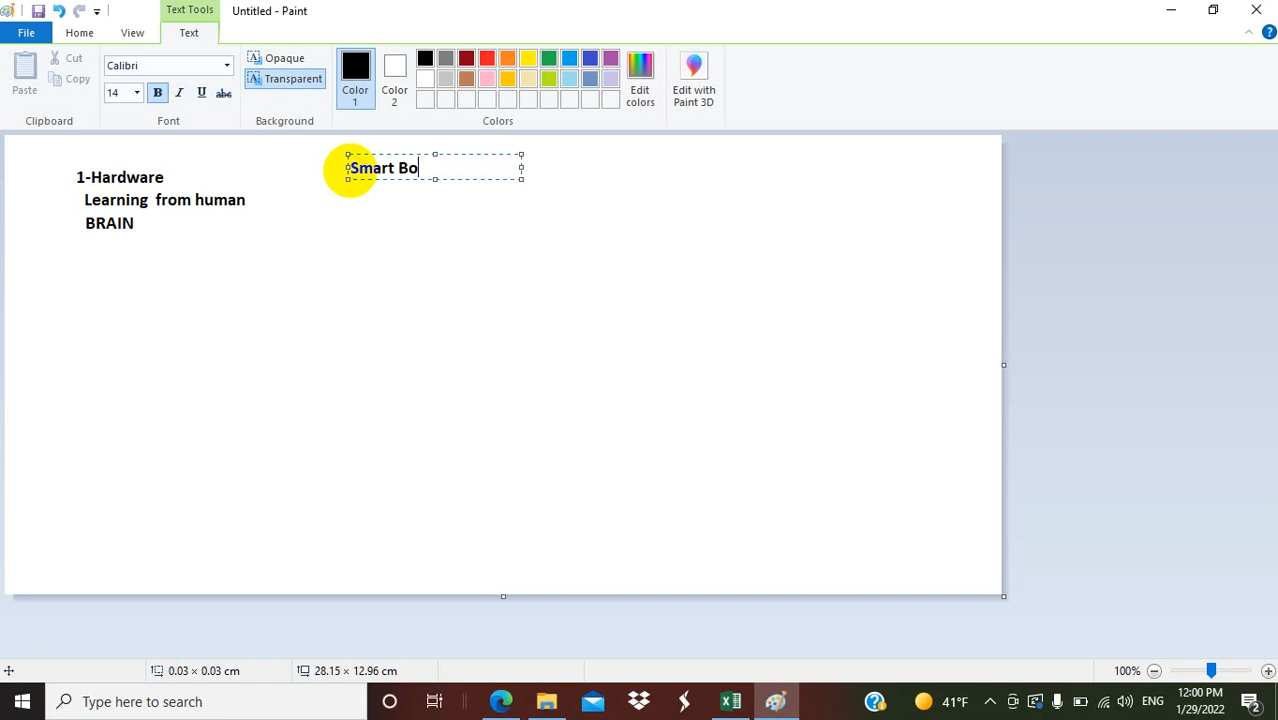 Text Tools
Untitled - Paint
File
Home
View
Text
Paste
Cut
Copy
Clipboard
Calibri
14
B I U abc
Font
Opaque
Transparent
Background
Color 1
Color 2
Edit colors
Colors
Edit with Paint 3D
Smart Bo
1-Hardware
Learning from human
BRAIN
0.03 × 0.03 cm
28.15 × 12.96 cm
100%
Type here to search
41°F
ENG
12:00 PM
1/29/2022
2